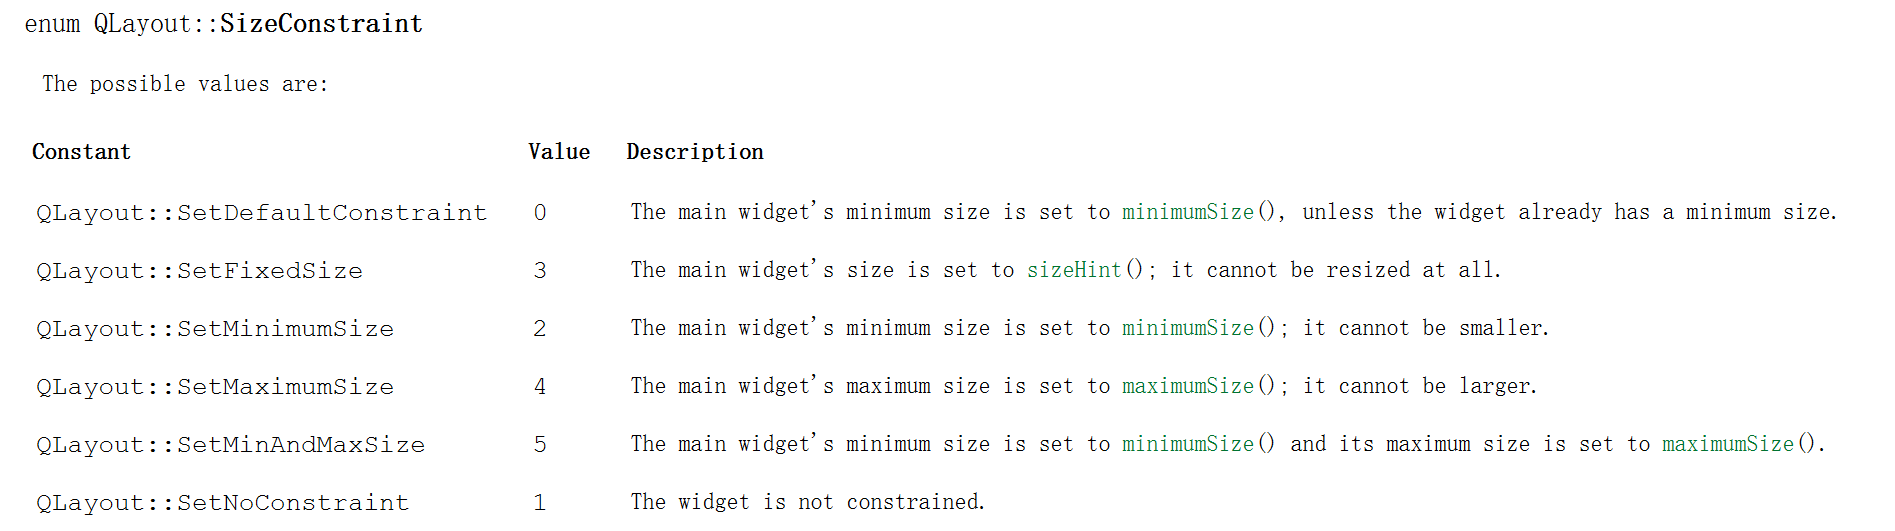 enum QLayout::SizeConstraint
The possible values are:
Constant Value Description
QLayout::SetDefaultConstraint 0 The main widget's minimum size is set to minimumSize(), unless the widget already has a minimum size.
QLayout::SetFixedSize 3 The main widget's size is set to sizeHint(); it cannot be resized at all.
QLayout::SetMinimumSize 2 The main widget's minimum size is set to minimumSize(); it cannot be smaller.
QLayout::SetMaximumSize 4 The main widget's maximum size is set to maximumSize(); it cannot be larger.
QLayout::SetMinAndMaxSize 5 The main widget's minimum size is set to minimumSize() and its maximum size is set to maximumSize().
QLayout::SetNoConstraint 1 The widget is not constrained.